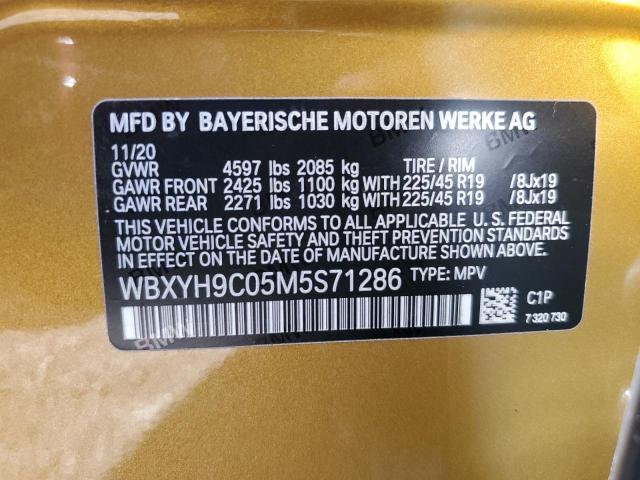 MFD BY BAYERISCHE MOTOREN WERKE AG
11/20
GVWR 4597 lbs 2085 kg TIRE / RIM
GAWR FRONT 2425 lbs 1100 kg WITH 225/45 R19 /8Jx19
GAWR REAR 2271 lbs 1030 kg WITH 225/45 R19 /8Jx19
THIS VEHICLE CONFORMS TO ALL APPLICABLE U. S. FEDERAL
MOTOR VEHICLE SAFETY AND THEFT PREVENTION STANDARDS
IN EFFECT ON THE DATE OF MANUFACTURE SHOWN ABOVE.
WBXYH9C05M5S71286 TYPE: MPV
C1P
7 320 730